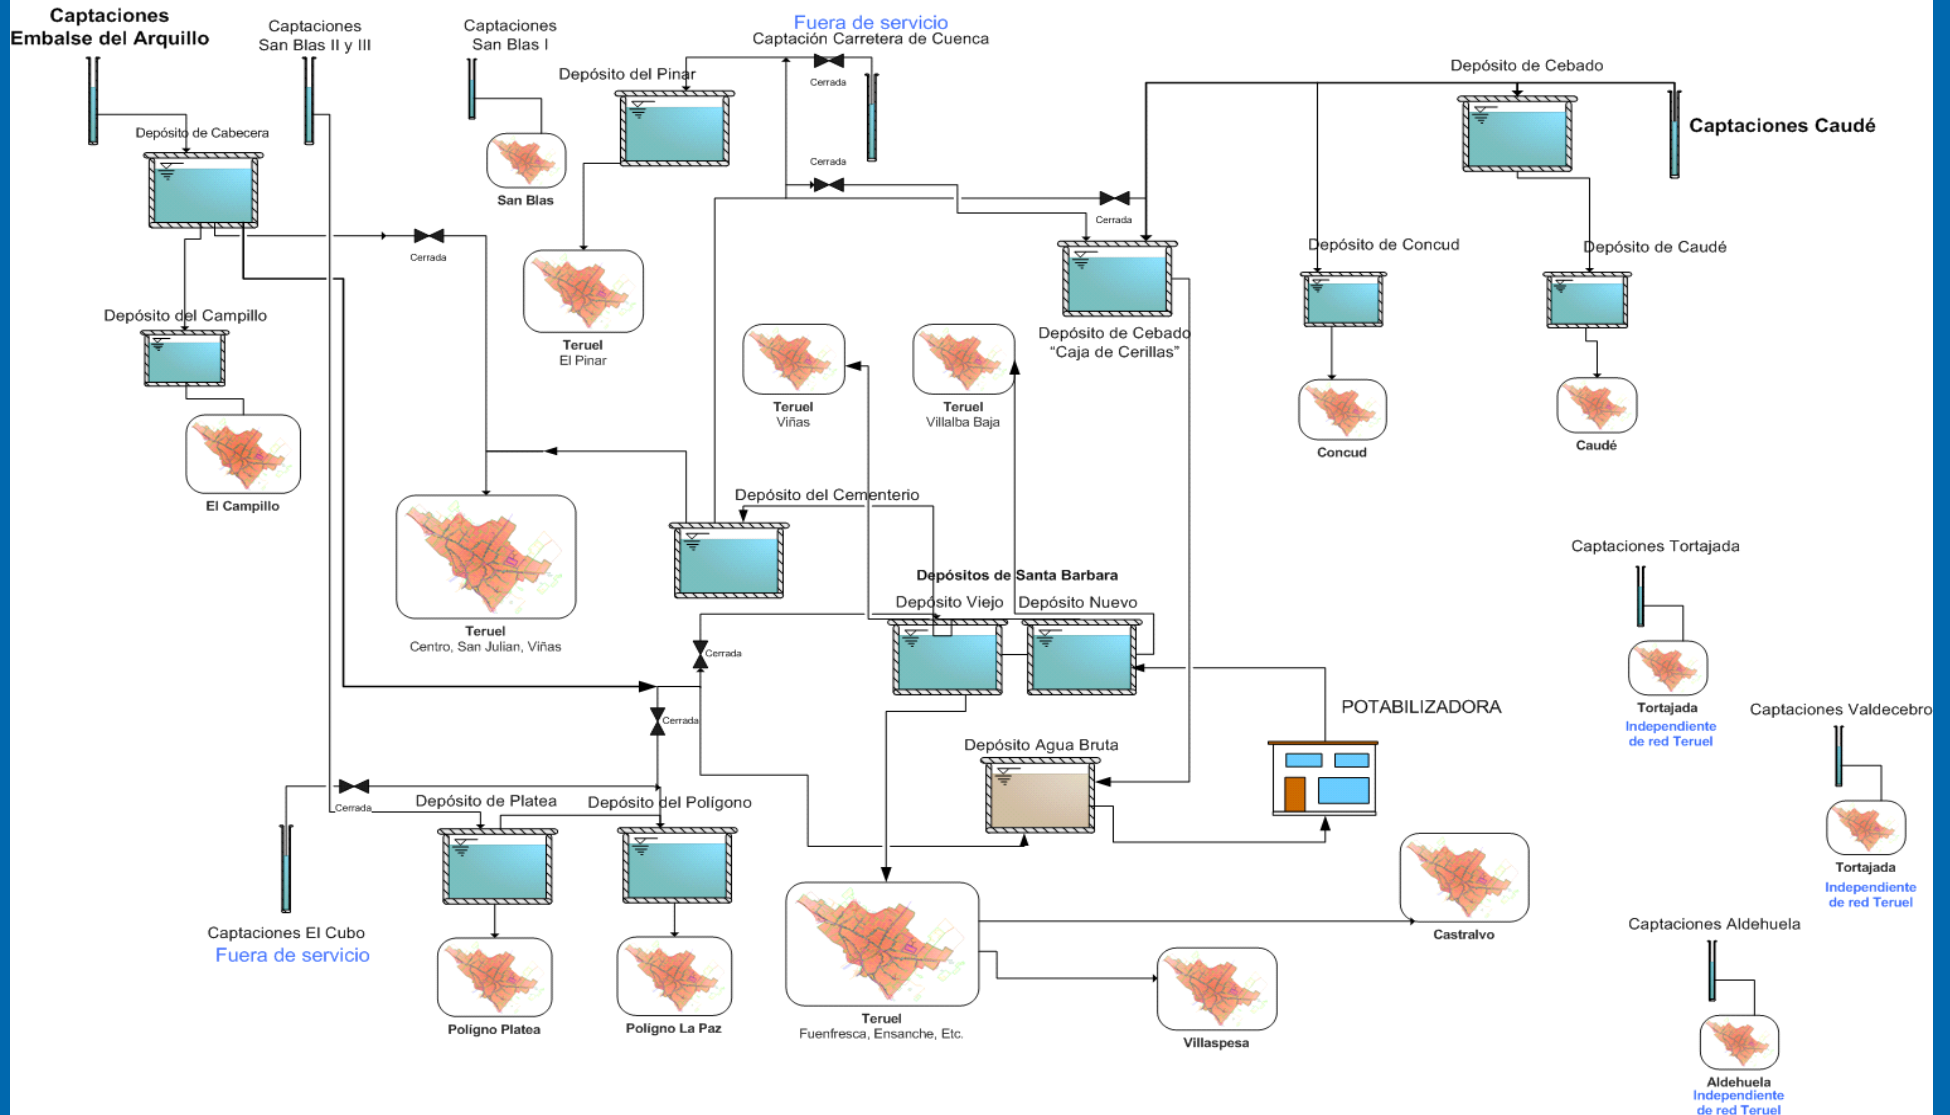 Captaciones
Embalse del Arquillo
Captaciones
San Blas II y III
Captaciones
San Blas I
Fuera de servicio
Captación Carretera de Cuenca
Depósito de Cebado
Depósito del Pinar
Cerrada
Captaciones Caudé
Depósito de Cabecera
Cerrada
San Blas
Cerrada
Cerrada
Depósito de Concud
Depósito de Caudé
Depósito del Campillo
Teruel
El Pinar
Depósito de Cebado
"Caja de Cerillas"
Teruel
Viñas
Teruel
Villalba Baja
Concud
Caudé
El Campillo
Depósito del Cementerio
Captaciones Tortajada
Depósitos de Santa Barbara
Depósito Viejo
Depósito Nuevo
Teruel
Centro, San Julian, Viñas
Cerrada
Tortajada
Independiente
de red Teruel
Captaciones Valdecebro
POTABILIZADORA
Cerrada
Depósito Agua Bruta
Cerrada
Depósito de Platea
Depósito del Polígono
Tortajada
Independiente
de red Teruel
Captaciones El Cubo
Fuera de servicio
Castralvo
Captaciones Aldehuela
Polígno Platea
Polígno La Paz
Teruel
Fuenfresca, Ensanche, Etc.
Villaspesa
Aldehuela
Independiente
de red Teruel